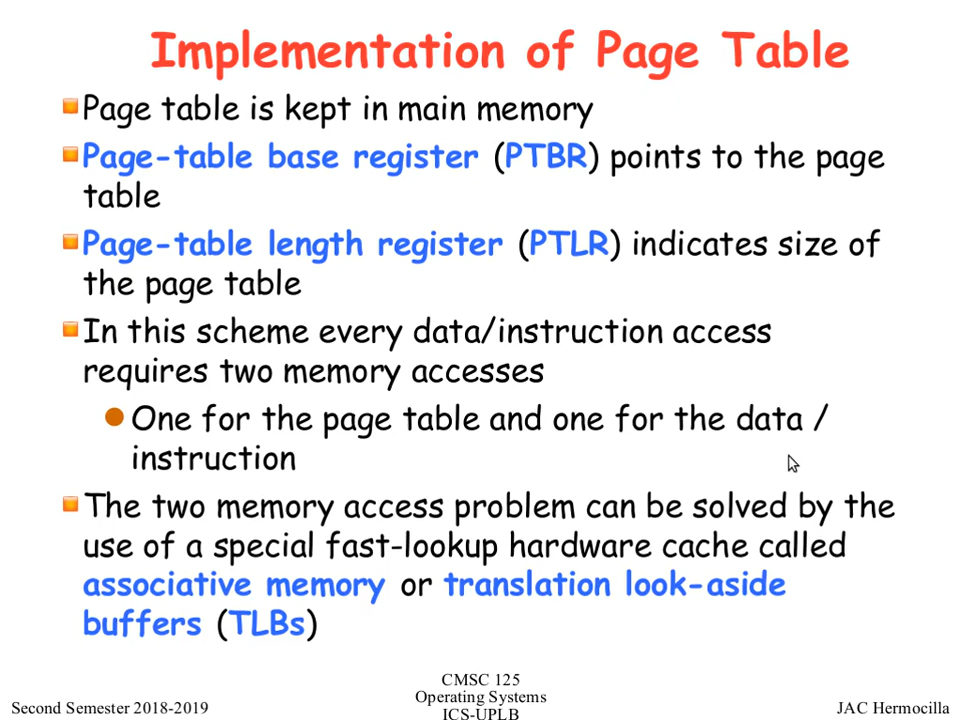 Implementation of Page Table
Page table is kept in main memory
Page-table base register (PTBR) points to the page
table
Page-table length register (PTLR) indicates size of
the page table
In this scheme every data/instruction access
requires two memory accesses
One for the page table and one for the data /
instruction
The two memory access problem can be solved by the
use of a special fast-lookup hardware cache called
associative memory or translation look-aside
buffers (TLBs)
Second Semester 2018-2019
CMSC 125
Operating Systems
ICS-UPLB
JAC Hermocilla